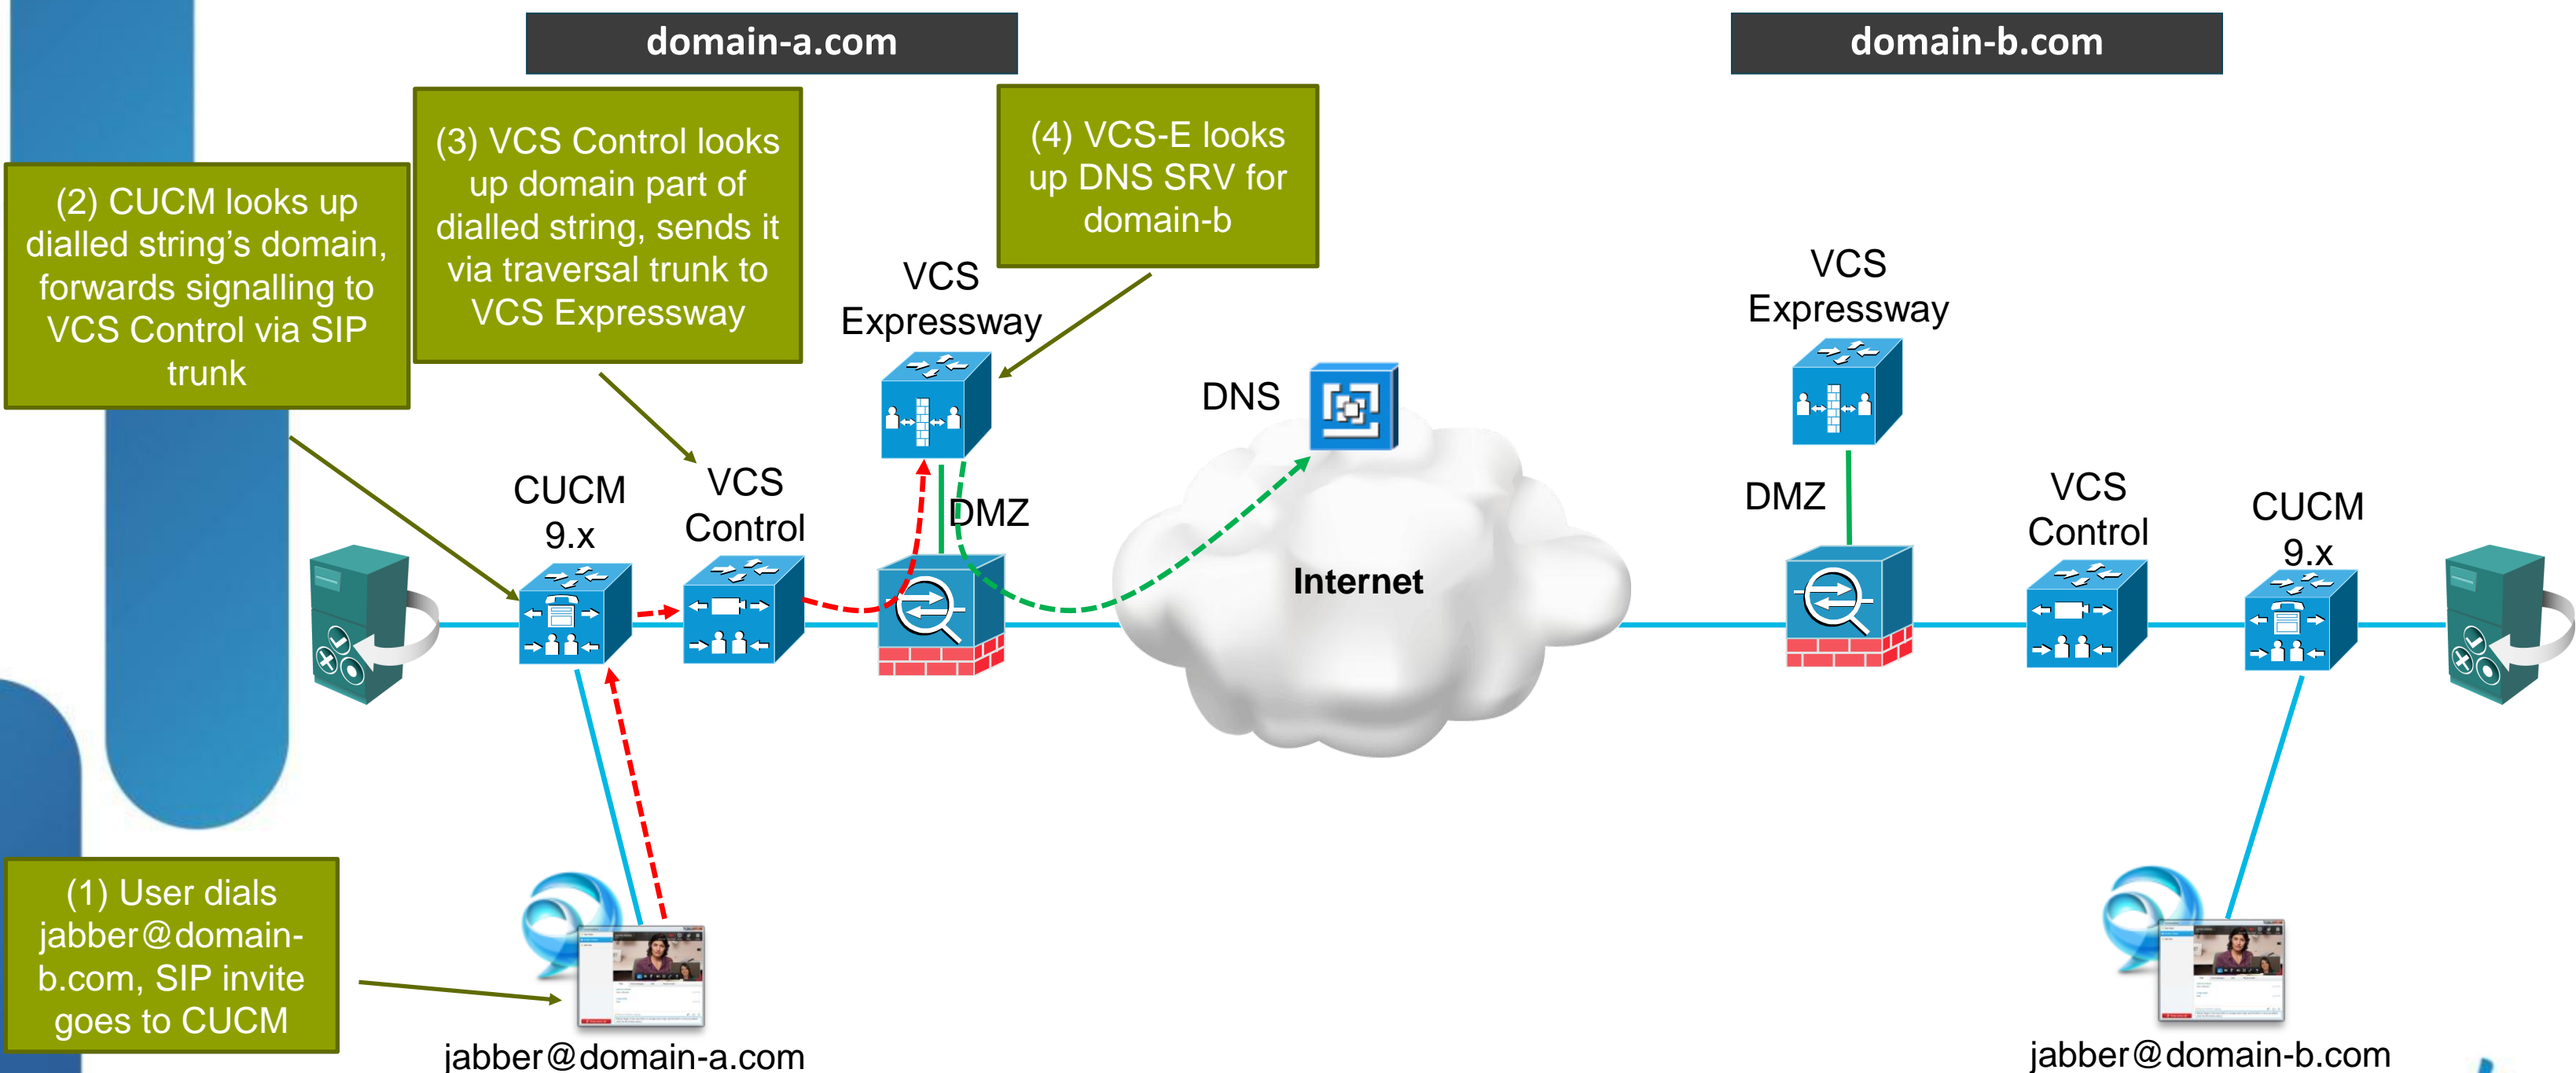 domain-a.com
domain-b.com
(3) VCS Control looks
up domain part of
dialled string, sends it
via traversal trunk to
VCS Expressway
(4) VCS-E looks
up DNS SRV for
domain-b
(2) CUCM looks up
dialled string’s domain,
forwards signalling to
VCS Control via SIP
trunk
VCS
Expressway
VCS
Expressway
DNS
CUCM
9.x
VCS
Control
DMZ
Internet
DMZ
VCS
Control
CUCM
9.x
(1) User dials
jabber@domain-
b.com, SIP invite
goes to CUCM
jabber@domain-a.com
jabber@domain-b.com